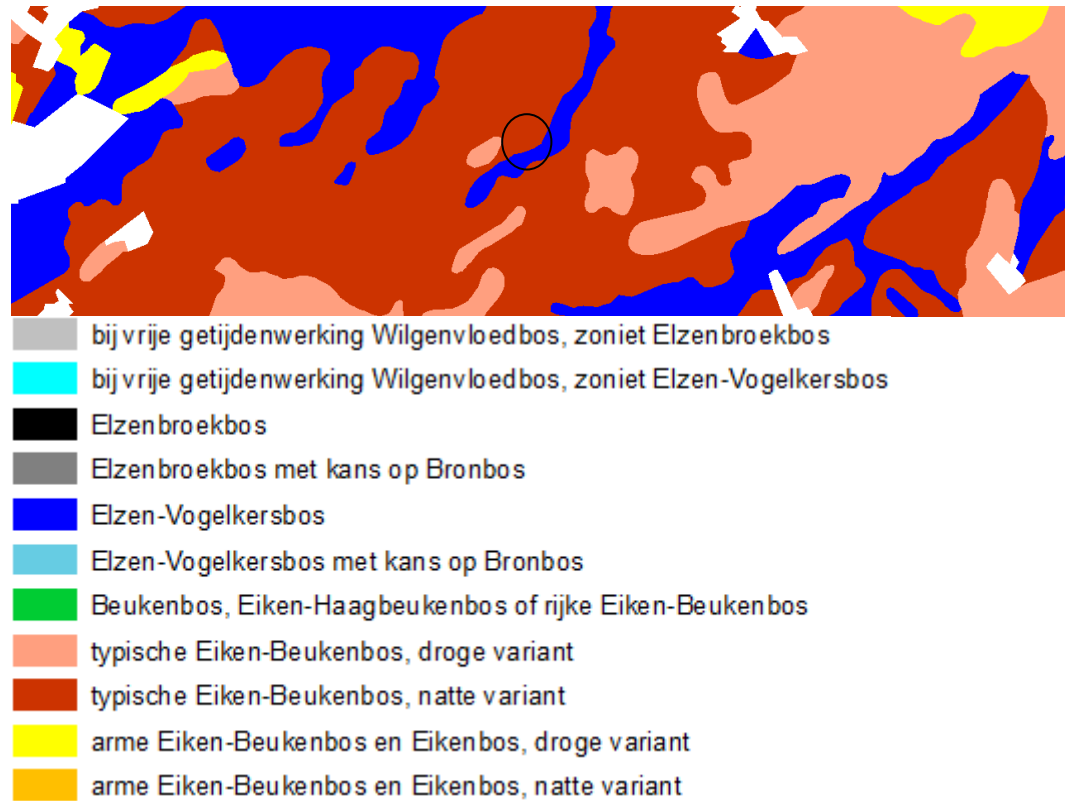 bij vrije getijdenwerking Wilgenvloedbos, zoniet Elzenbroekbos
bij vrije getijdenwerking Wilgenvloedbos, zoniet Elzen-Vogelkersbos
Elzenbroekbos
Elzenbroekbos met kans op Bronbos
Elzen-Vogelkersbos
Elzen-Vogelkersbos met kans op Bronbos
Beukenbos, Eiken-Haagbeukenbos of rijke Eiken-Beukenbos
typische Eiken-Beukenbos, droge variant
typische Eiken-Beukenbos, natte variant
arme Eiken-Beukenbos en Eikenbos, droge variant
arme Eiken-Beukenbos en Eikenbos, natte variant